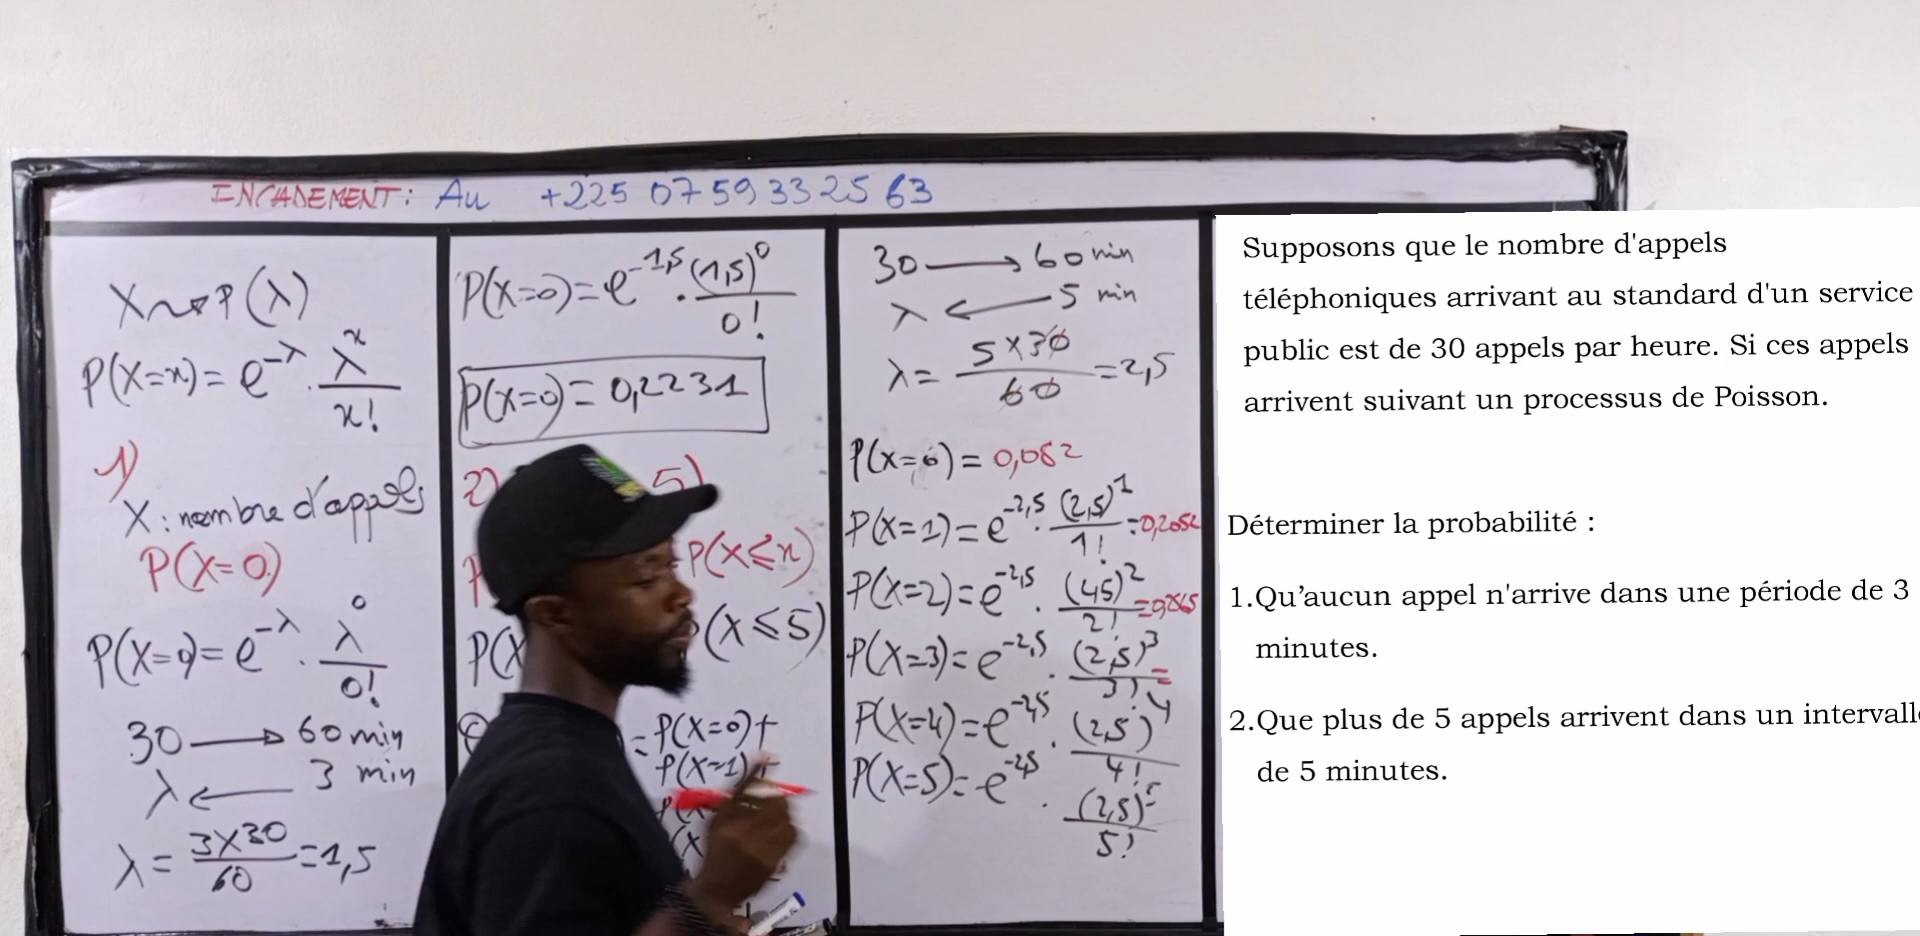 INCADEMENT: Au +225 07 59 33 25 63
X ⇝ P(λ)
P(X=x) = e^-λ . λ^x / x!
1)
X : nombre d'appels
P(X=0)
P(X=0) = e^-λ . λ^0 / 0!
30 → 60 min
λ ← 3 min
λ = 3×30 / 60 = 1,5
P(X=0) = e^-1,5 . (1,5)^0 / 0!
P(X=0) = 0,2231
2) 5)
P(X≤x)
P(X (X≤5)
= P(X=0)+
P(X=1)+
30 → 60 min
λ ← 5 min
λ = 5×30 / 60 = 2,5
P(X=0) = 0,082
P(X=1) = e^-2,5 . (2,5)^1 / 1! = 0,2052
P(X=2) = e^-2,5 . (2,5)^2 / 2! =
P(X=3) = e^-2,5 . (2,5)^3 / 3! =
P(X=4) = e^-2,5 . (2,5)^4 / 4!
P(X=5) = e^-2,5 . (2,5)^5 / 5!
Supposons que le nombre d'appels
téléphoniques arrivant au standard d'un service
public est de 30 appels par heure. Si ces appels
arrivent suivant un processus de Poisson.
Déterminer la probabilité :
1.Qu’aucun appel n'arrive dans une période de 3
minutes.
2.Que plus de 5 appels arrivent dans un intervalle
de 5 minutes.